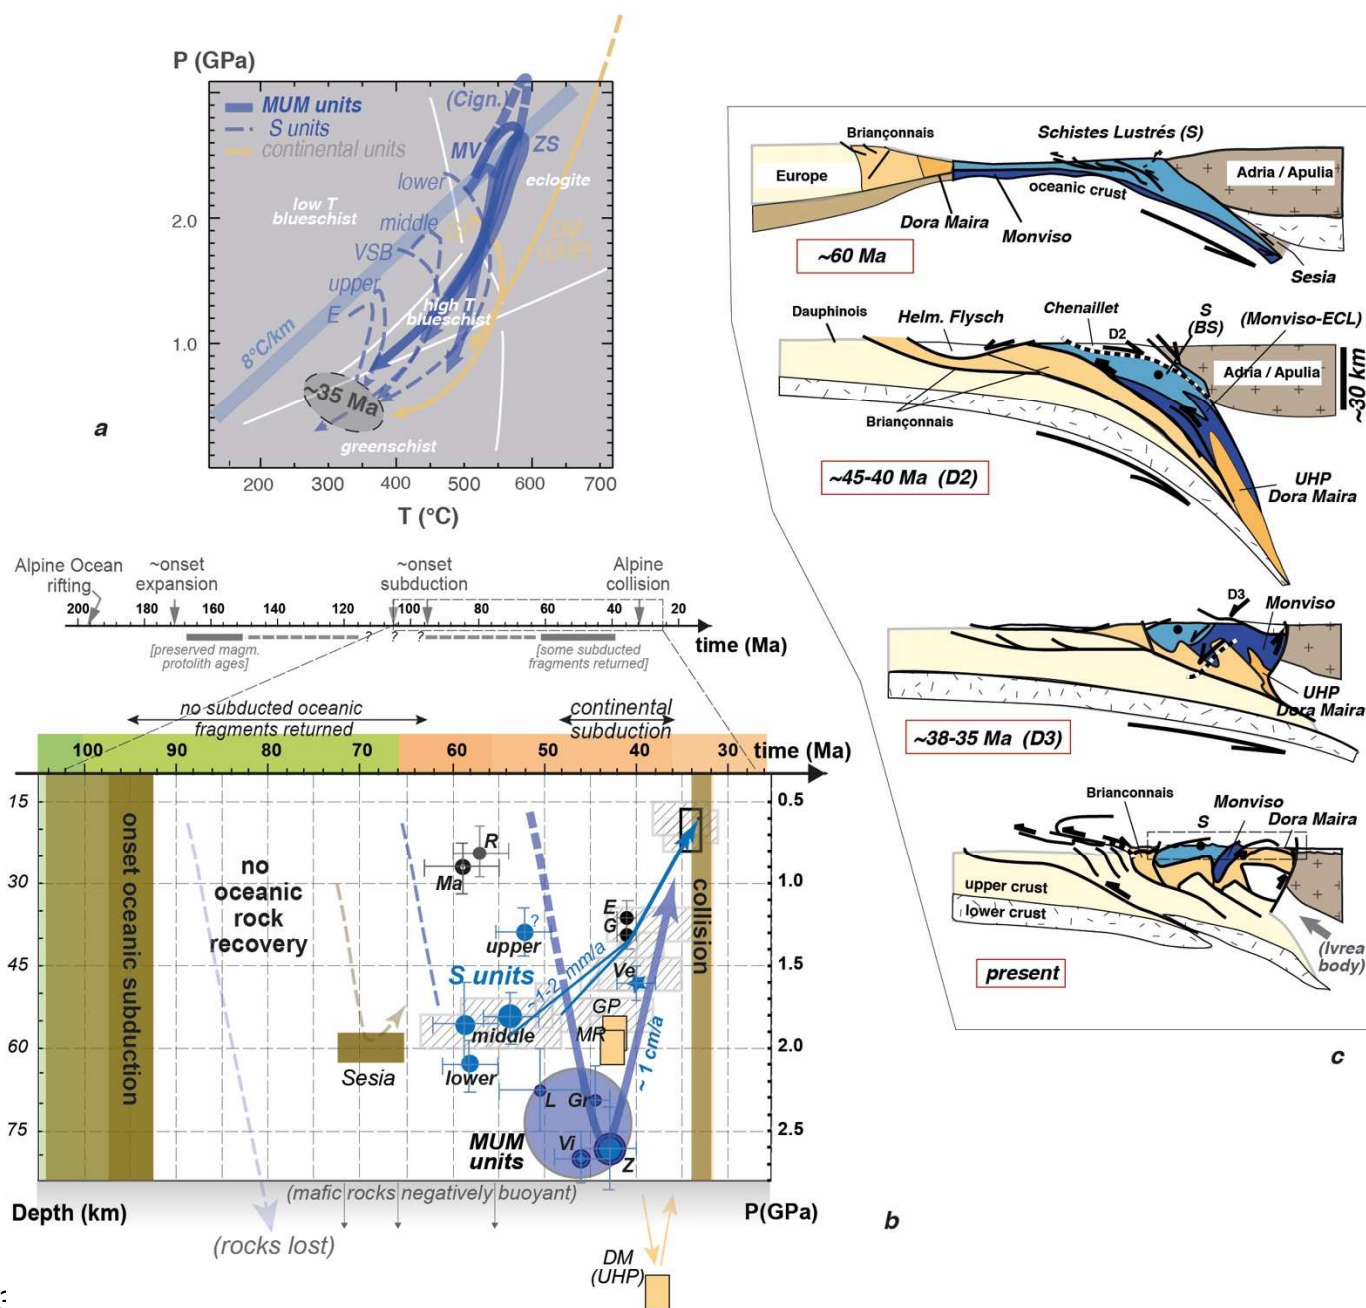 P (GPa)
MUM units
S units
continental units
(Cign.)
MV
ZS
lower
eclogite
low T
blueschist
2.0
middle
DM
(UHP)
VSB
upper
E
high T
blueschist
8°C/km
1.0
~35 Ma
a
greenschist
200 300 400 500 600 700
T (°C)
Alpine Ocean
rifting
~onset
expansion
~onset
subduction
Alpine
collision
200 180 160 140 120 100 80 60 40 20
? ? ?
time (Ma)
[preserved magm.
protolith ages]
[some subducted
fragments returned]
no subducted oceanic
fragments returned
continental
subduction
100 90 80 70 60 50 40 30 time (Ma)
15 0.5
onset oceanic subduction
no
oceanic
rock
recovery
R
Ma
30 1.0
E
G
?
upper
collision
45 1.5
S units
~1-2 mm/a
Ve
GP
MR
middle
60 2.0
Sesia
lower
~ 1 cm/a
L Gr
75 2.5
MUM
units
Vi
Z
(mafic rocks negatively buoyant)
Depth (km) P(GPa)
b
(rocks lost)
DM
(UHP)
Briançonnais
Schistes Lustrés (S)
Europe
Adria / Apulia
oceanic crust
Dora Maira
Monviso
~60 Ma
Sesia
Dauphinois
Helm. Flysch
Chenaillet
D2
S
(BS)
(Monviso-ECL)
Adria / Apulia
~30 km
Briançonnais
~45-40 Ma (D2)
UHP
Dora Maira
D3
Monviso
UHP
Dora Maira
~38-35 Ma (D3)
Brianconnais
S
Monviso
Dora Maira
upper crust
lower crust
(Ivrea
body)
present
c